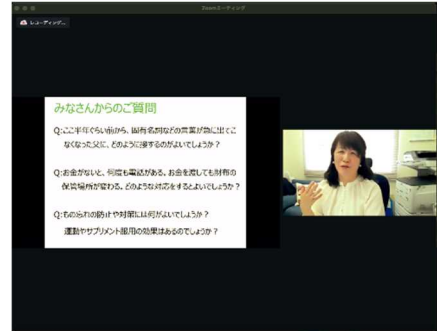 Zoomミーティング
レコーディング...
みなさんからのご質問
Q:ここ半年ぐらい前から、固有名詞などの言葉が急に出てこ
なくなった父に、どのように接するのがよいでしょうか?
Q:お金がないと、何度も電話がある。お金を渡しても財布の
保管場所が変わる。どのような対応をするとよいでしょうか?
Q:もの忘れの防止や対策には何がよいでしょうか?
運動やサプリメント服用の効果はあるのでしょうか?